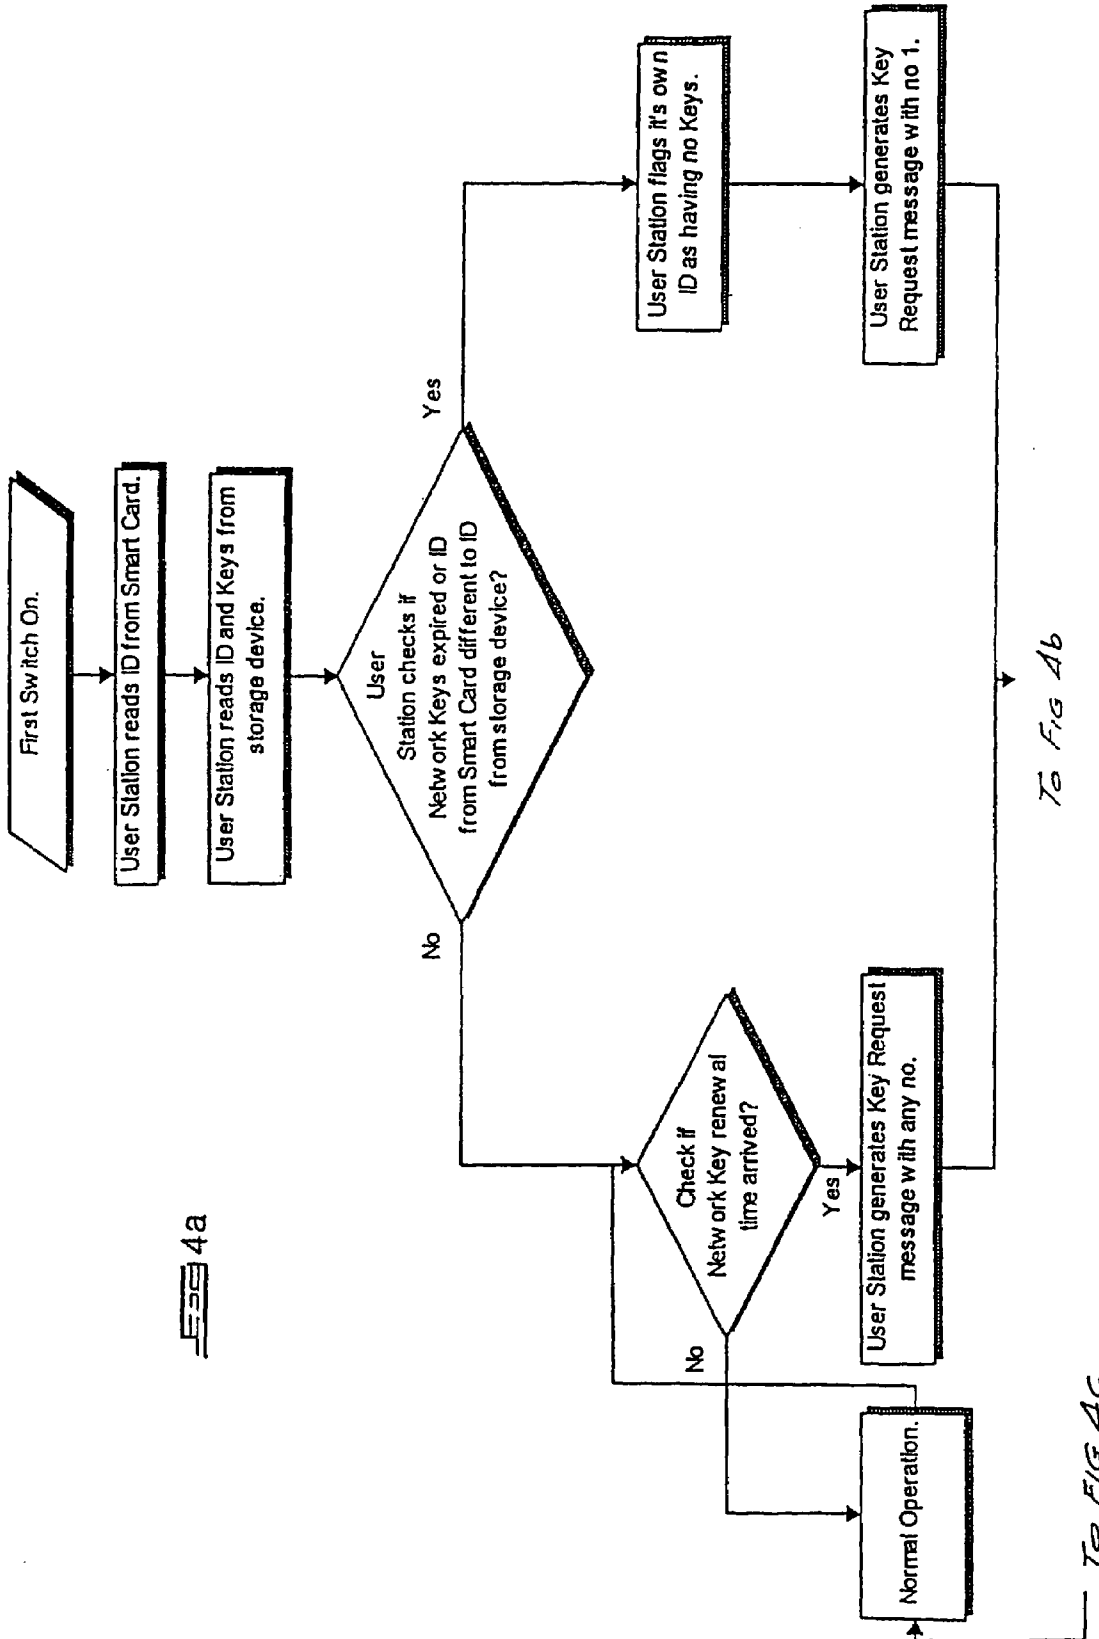 First Switch On.
User Station reads ID from Smart Card.
User Station reads ID and Keys from
storage device.
User
Station checks if
Network Keys expired or ID
from Smart Card different to ID
from storage device?
No
Yes
Check if
Network Key renewal
time arrived?
No
Yes
User Station flags it's own
ID as having no Keys.
User Station generates Key
Request message with no 1.
User Station generates Key Request
message with any no.
Normal Operation.
4a
To FIG 4b
To FIG 4c